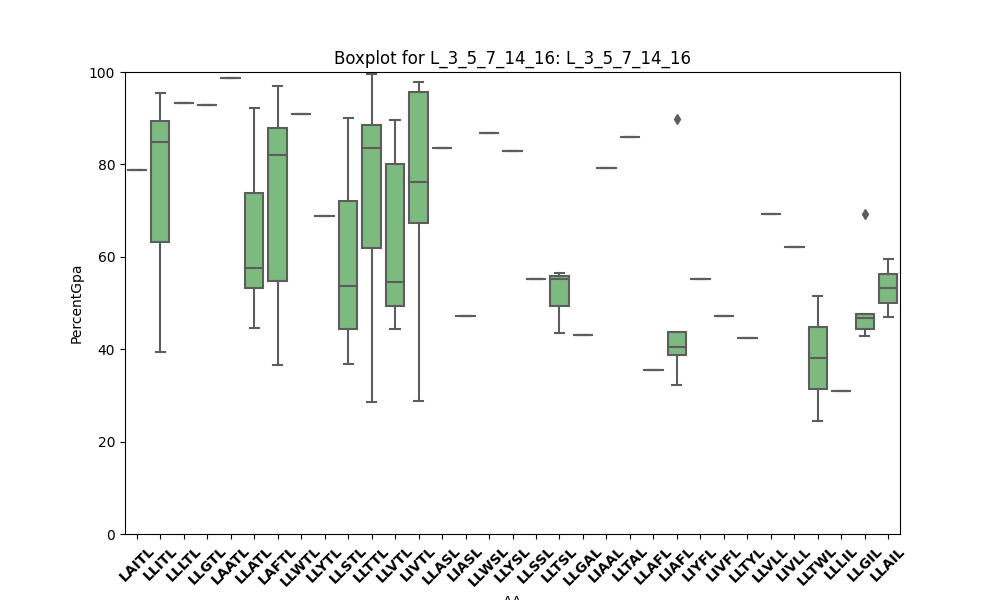 Boxplot for L_3_5_7_14_16: L_3_5_7_14_16
PercentGpa
100
80
60
40
20
0
LAITL
LLITL
LLLTL
LLGTL
LAATL
LLATL
LAFTL
LLWTL
LLYTL
LLSTL
LLTTL
LLVTL
LIVTL
LLASL
LIASL
LLWSL
LLYSL
LLSSL
LLTSL
LLGAL
LIAAL
LLTAL
LLAFL
LIAFL
LIYFL
LIVFL
LLTYL
LLVLL
LIVLL
LLTWL
LLLIL
LLGIL
LLAIL